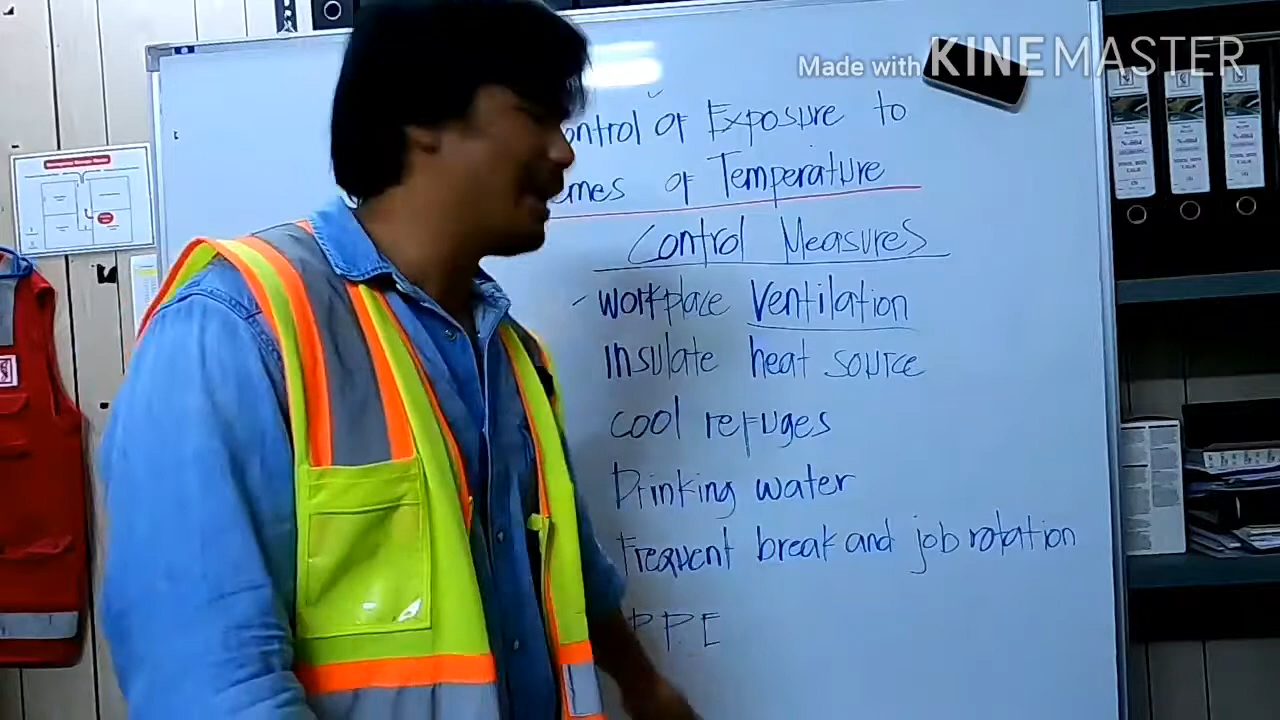 Made with KINEMASTER
ontrol of Exposure to
emes of Temperature
Control Measures
workplace Ventilation
insulate heat source
cool refuges
Drinking water
Frequent break and job rotation
PPE